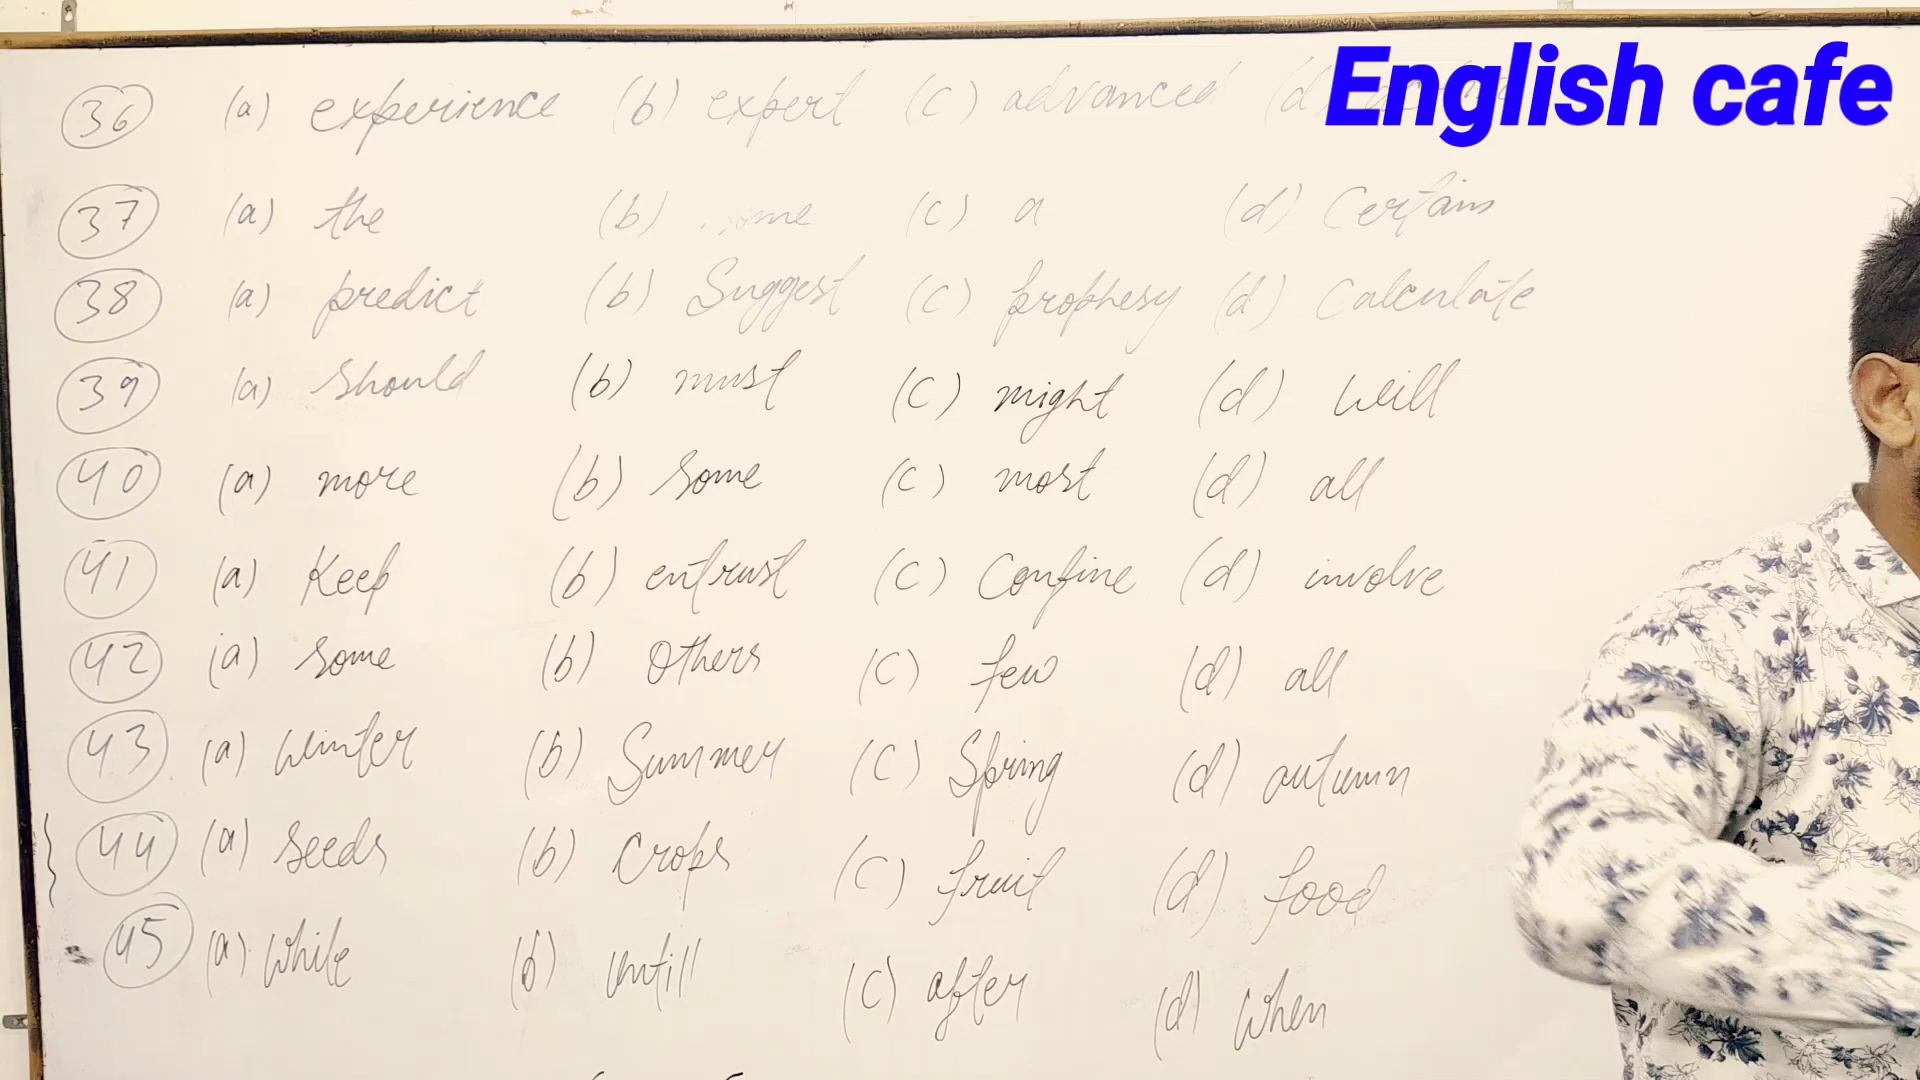 English cafe
36 (a) experience (b) expert (c) advanced (d)
37 (a) the (b) some (c) a (d) Certain
38 (a) predict (b) Suggest (c) prophesy (d) Calculate
39 (a) should (b) must (c) might (d) will
40 (a) more (b) some (c) most (d) all
41 (a) Keep (b) entrust (c) Confine (d) involve
42 (a) some (b) others (c) few (d) all
43 (a) winter (b) Summer (c) Spring (d) autumn
44 (a) seeds (b) crops (c) fruit (d) food
45 (a) while (b) untill (c) after (d) when